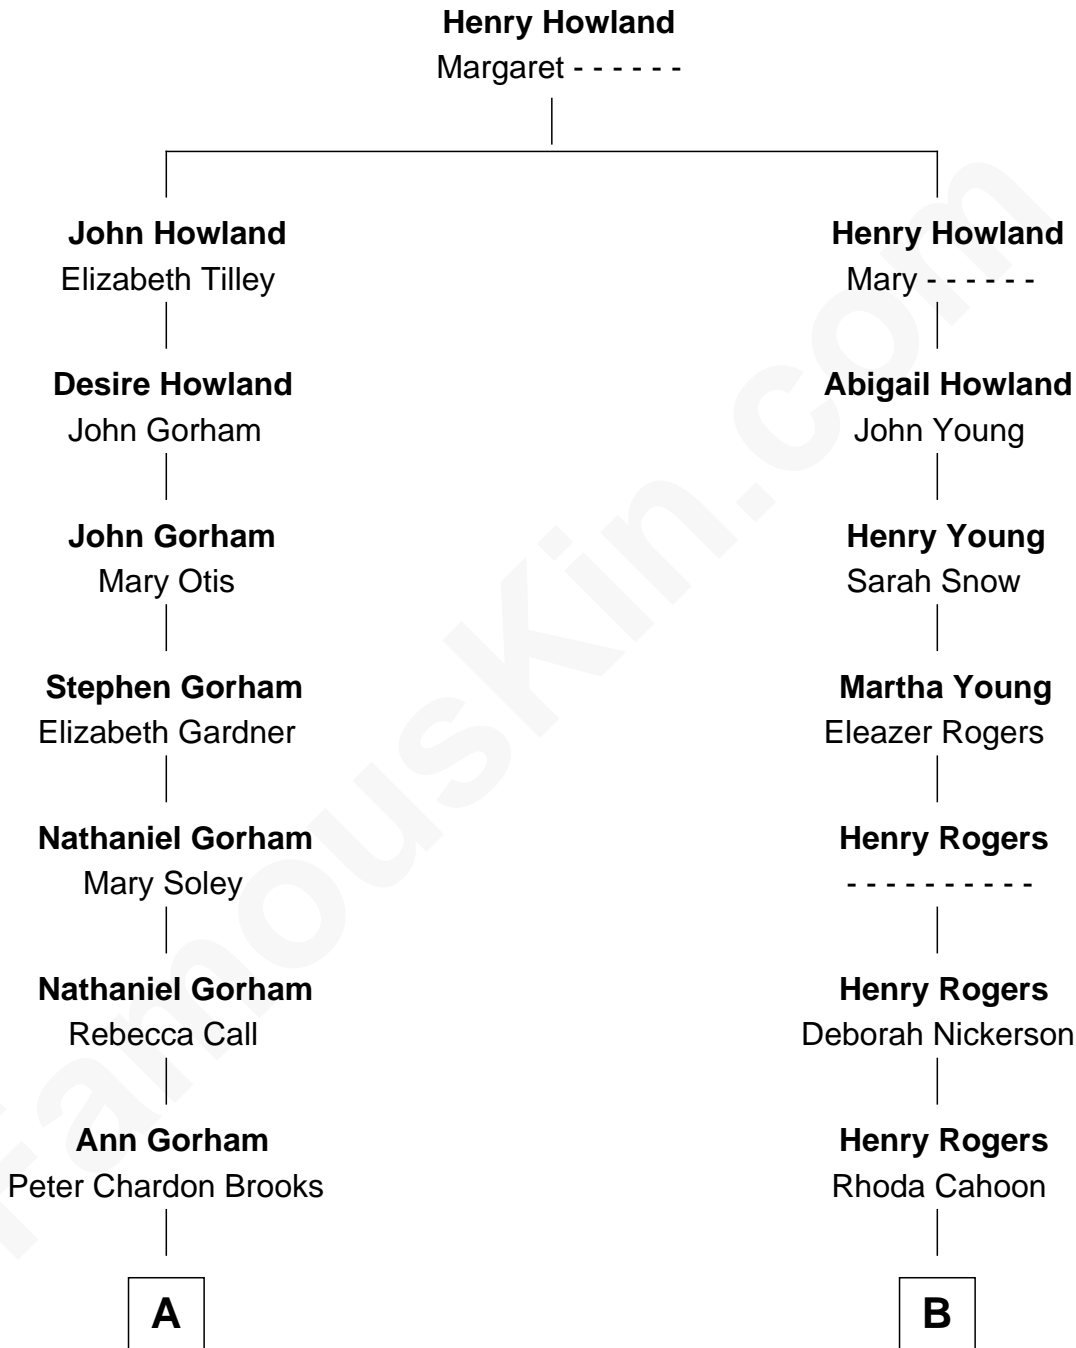 Henry Howland
Margaret - - - - - -
John Howland
Elizabeth Tilley
Henry Howland
Mary - - - - - -
Desire Howland
John Gorham
Abigail Howland
John Young
John Gorham
Mary Otis
Henry Young
Sarah Snow
Stephen Gorham
Elizabeth Gardner
Martha Young
Eleazer Rogers
Nathaniel Gorham
Mary Soley
Henry Rogers
- - - - - - - - - -
Nathaniel Gorham
Rebecca Call
Henry Rogers
Deborah Nickerson
Ann Gorham
Peter Chardon Brooks
Henry Rogers
Rhoda Cahoon
A
B
FamousKin.com